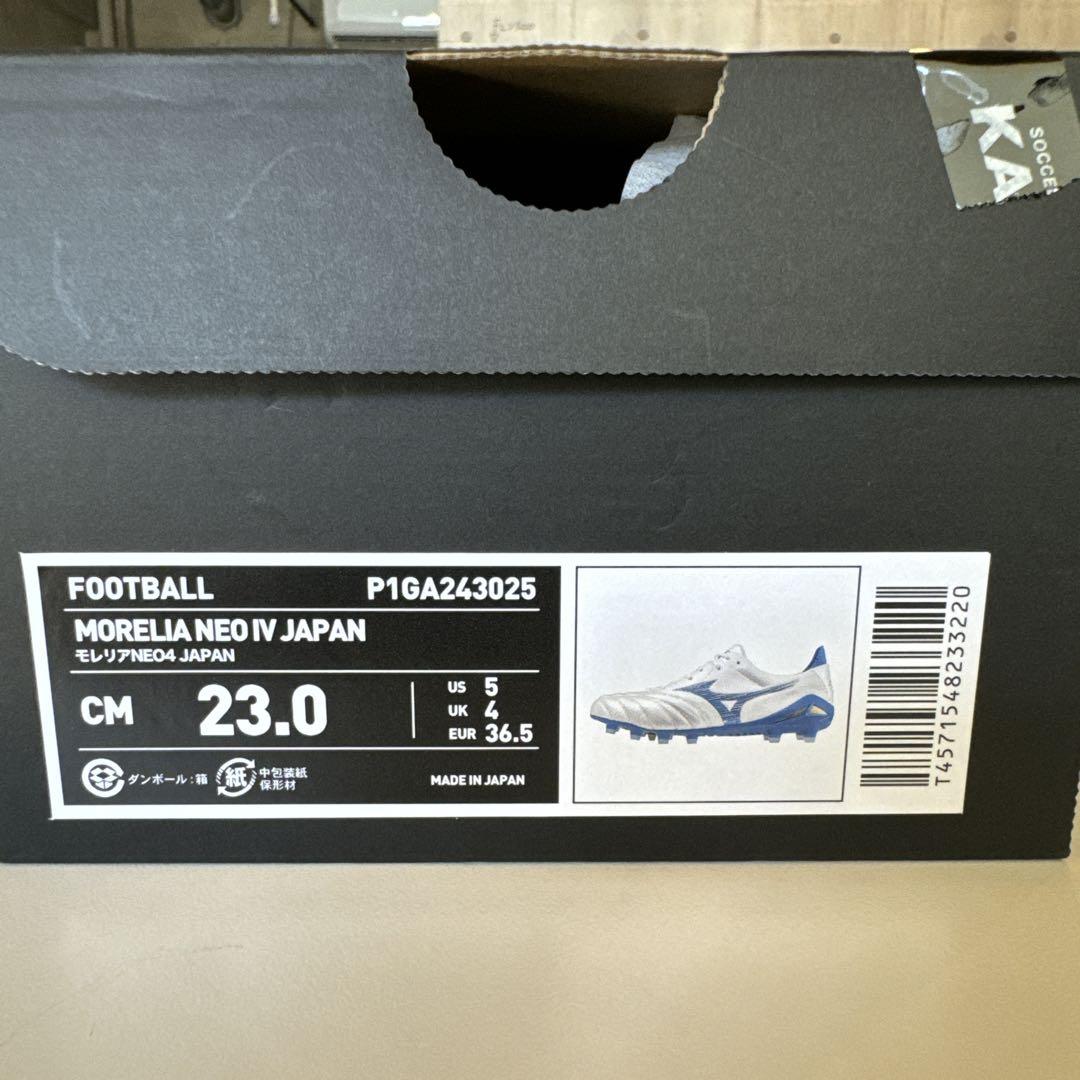 SOCCE
KA
FOOTBALL P1GA243025
MORELIA NEO IV JAPAN
モレリアNEO4 JAPAN
CM 23.0
US 5
UK 4
EUR 36.5
ダンボール:箱 紙 中包装紙
保形材
MADE IN JAPAN
T4571548233220